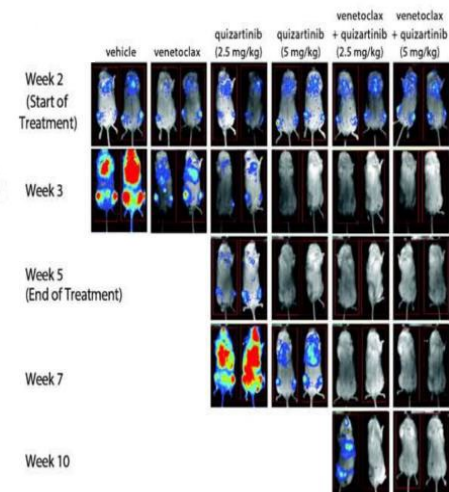 venetoclax venetoclax
quizartinib quizartinib + quizartinib + quizartinib
vehicle venetoclax (2.5 mg/kg) (5 mg/kg) (2.5 mg/kg) (5 mg/kg)
Week 2
(Start of
Treatment)
Week 3
Week 5
(End of Treatment)
Week 7
Week 10